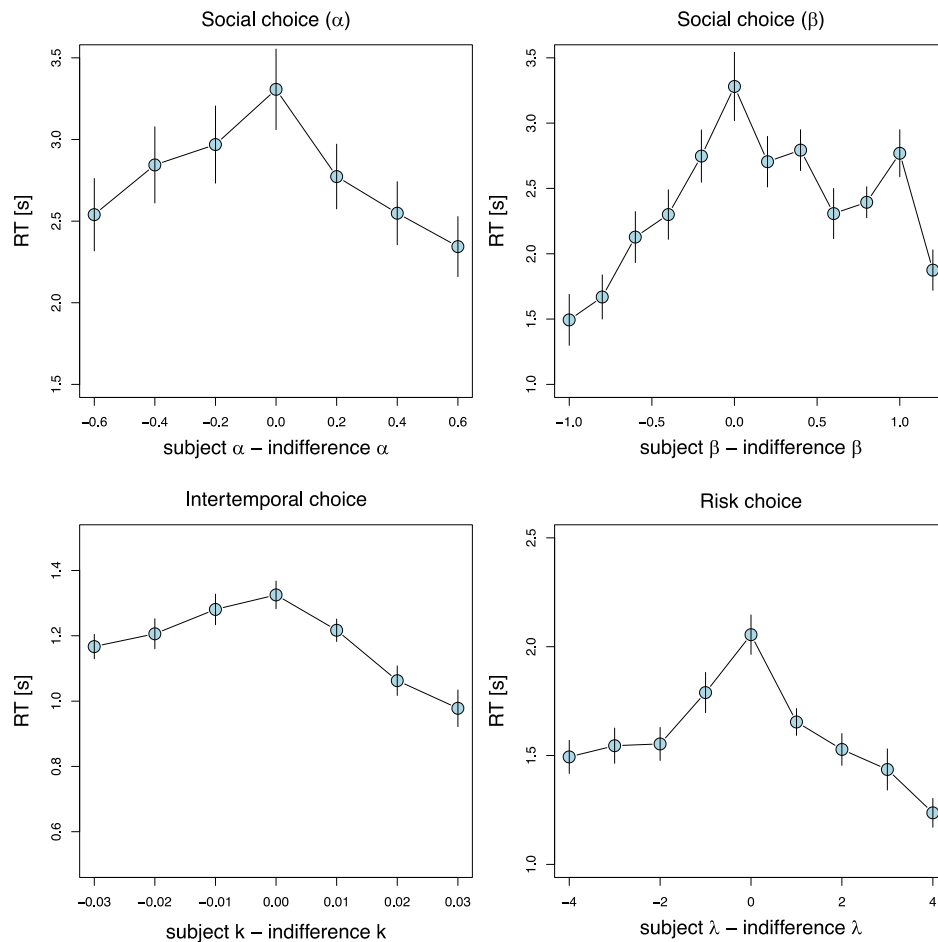 Social choice (α)
RT [s]
3.5
3.0
2.5
2.0
1.5
−0.6 −0.4 −0.2 0.0 0.2 0.4 0.6
subject α − indifference α
Social choice (β)
RT [s]
3.5
3.0
2.5
2.0
1.5
1.0
−1.0 −0.5 0.0 0.5 1.0
subject β − indifference β
Intertemporal choice
RT [s]
1.4
1.2
1.0
0.8
0.6
−0.03 −0.02 −0.01 0.00 0.01 0.02 0.03
subject k − indifference k
Risk choice
RT [s]
2.5
2.0
1.5
1.0
−4 −2 0 2 4
subject λ − indifference λ